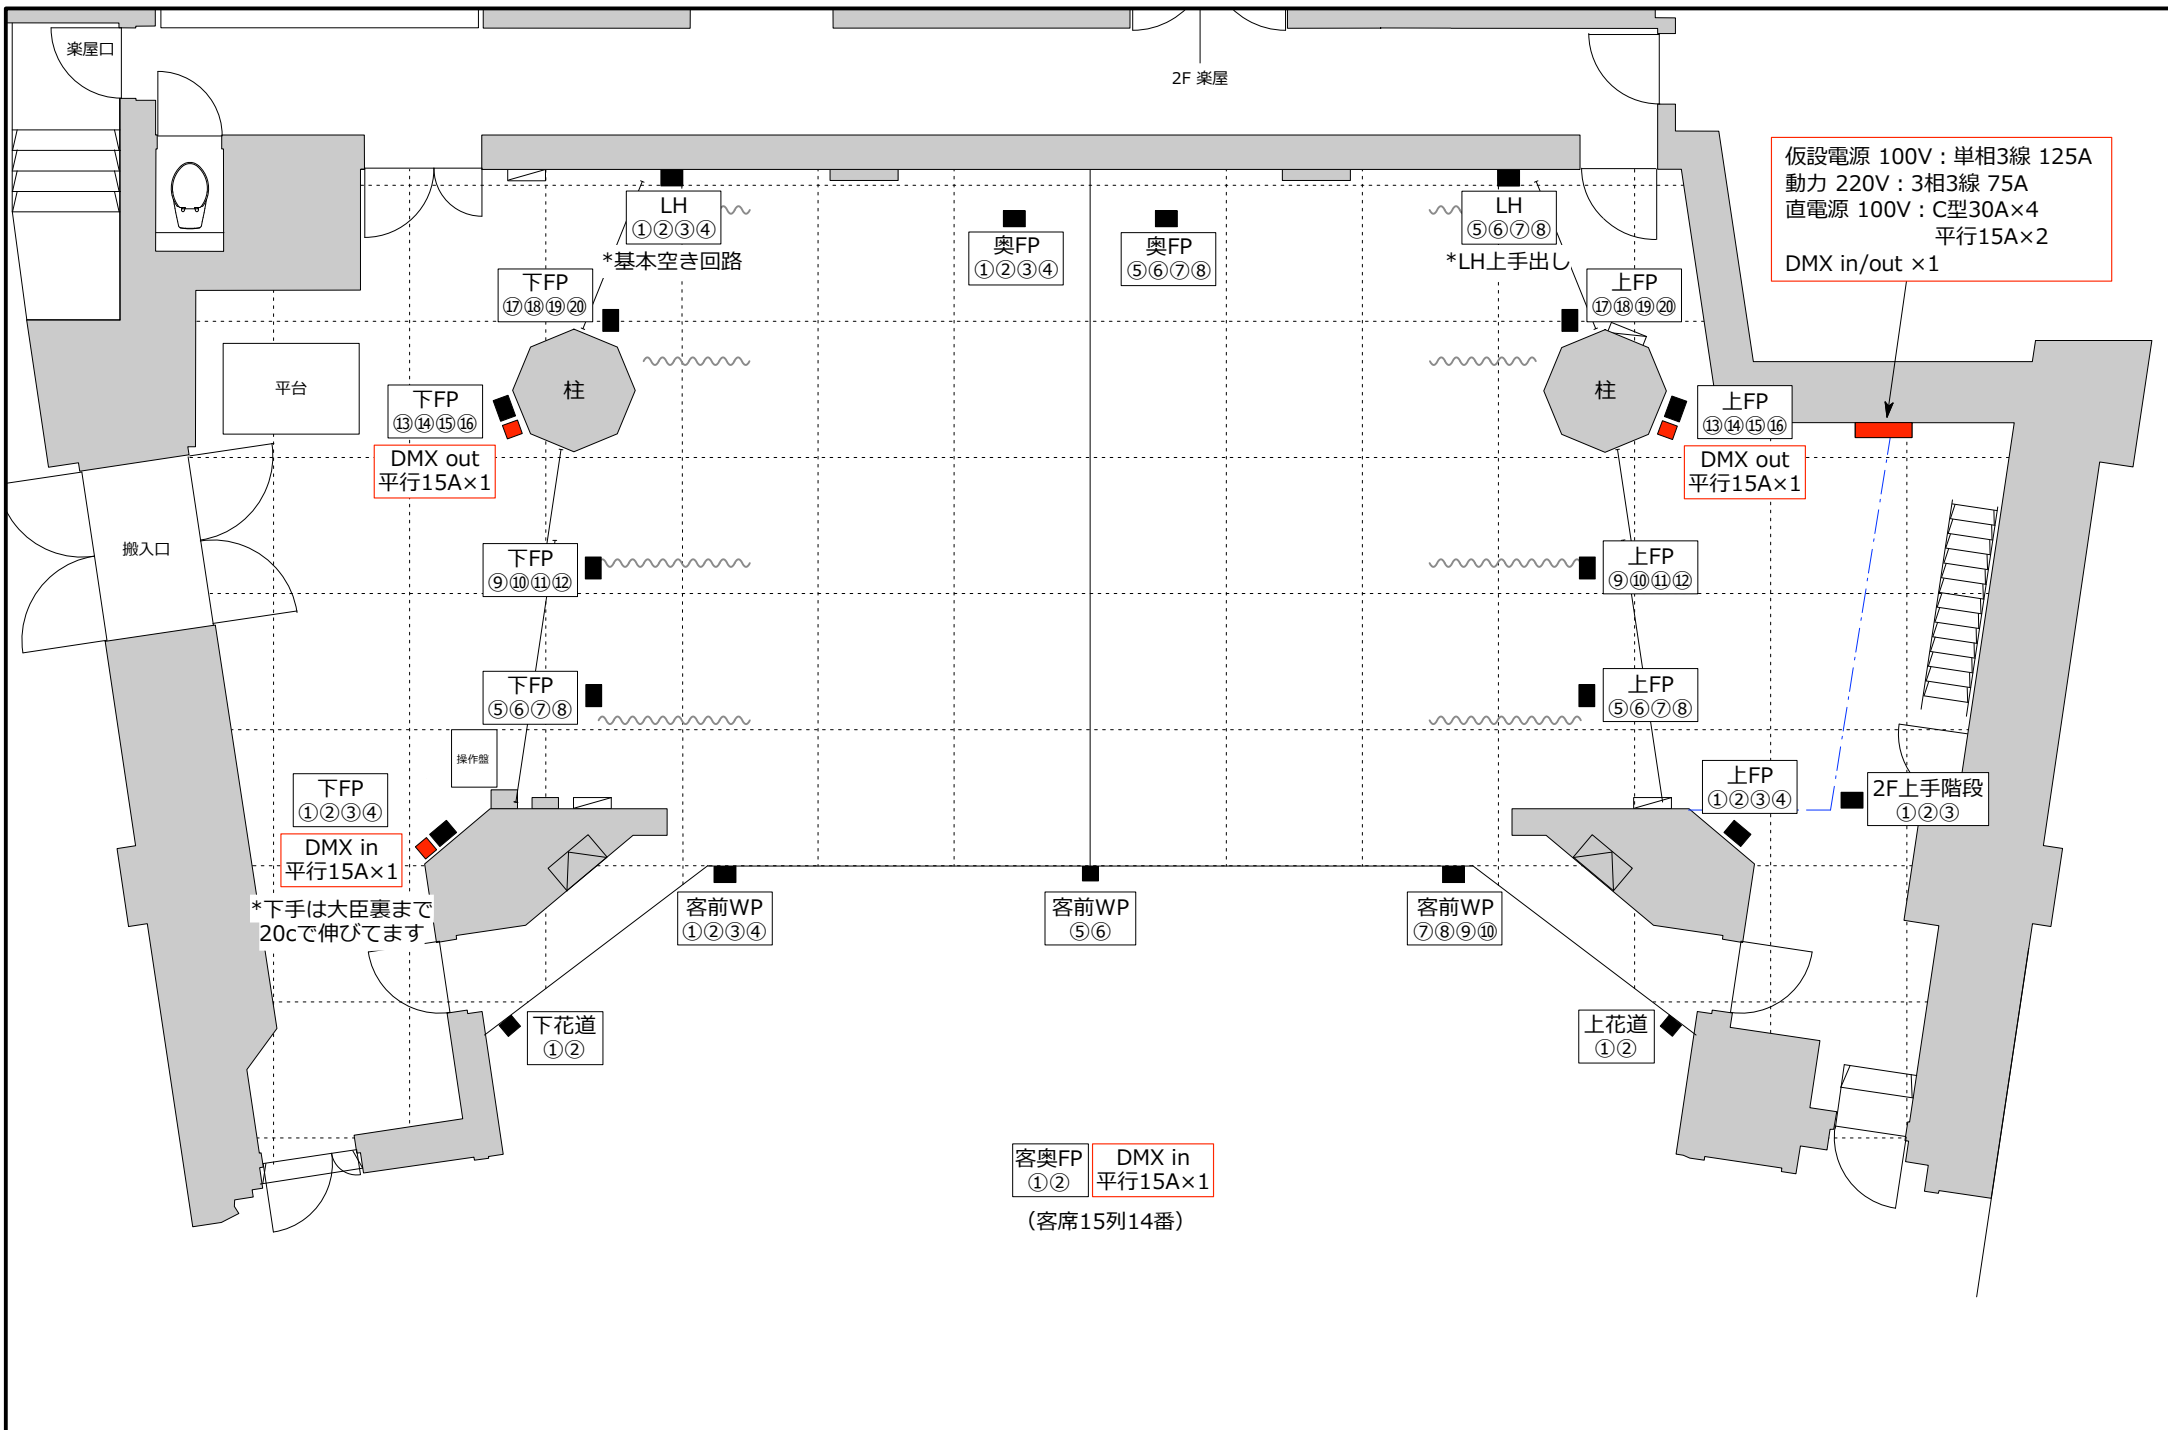 楽屋口
2F 楽屋
仮設電源 100V：単相3線 125A
動力 220V：3相3線 75A
直電源 100V：C型30A×4
平行15A×2
DMX in/out ×1
LH
①②③④
*基本空き回路
奥FP
①②③④
奥FP
⑤⑥⑦⑧
LH
⑤⑥⑦⑧
*LH上手出し
下FP
⑰⑱⑲⑳
上FP
⑰⑱⑲⑳
平台
下FP
⑬⑭⑮⑯
DMX out
平行15A×1
柱
柱
上FP
⑬⑭⑮⑯
DMX out
平行15A×1
搬入口
下FP
⑨⑩⑪⑫
上FP
⑨⑩⑪⑫
下FP
⑤⑥⑦⑧
上FP
⑤⑥⑦⑧
操作盤
下FP
①②③④
DMX in
平行15A×1
*下手は大臣裏まで
20cで伸びてます
上FP
①②③④
2F上手階段
①②③
客前WP
①②③④
客前WP
⑤⑥
客前WP
⑦⑧⑨⑩
下花道
①②
上花道
①②
客奥FP
①②
DMX in
平行15A×1
（客席15列14番）